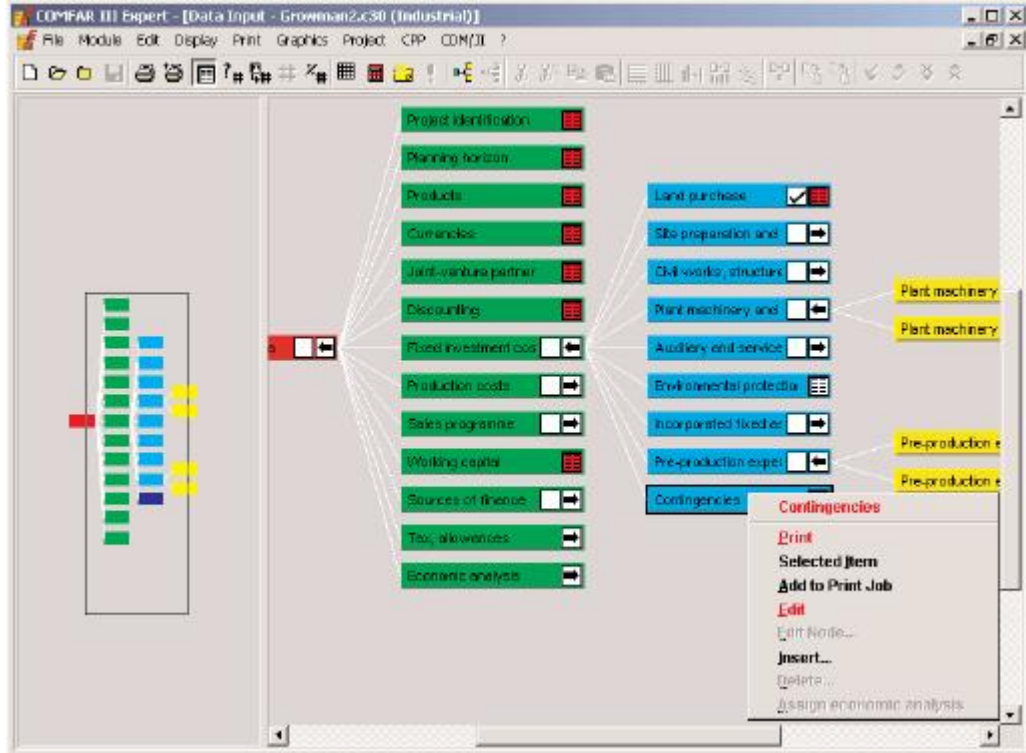 COMFAR III Expert - [Data Input - Growman2.c30 (Industrial)]
File Module Edit Display Print Graphics Project CPP CDM/JI ?
Project identification
Planning horizon
Products
Currencies
Joint-venture partner
Discounting
Fixed investment cos
Production costs
Sales programme
Working capital
Sources of finance
Tax, allowances
Economic analysis
Land purchase
Site preparation and
Civil works, structure
Plant machinery and
Auxiliary and service
Environmental protectio
Incorporated fixed as
Pre-production expen
Contingencies
Plant machinery
Plant machinery
Pre-production e
Pre-production e
Contingencies
Print
Selected Item
Add to Print Job
Edit
Edit Node...
Insert...
Delete...
Assign economic analysis